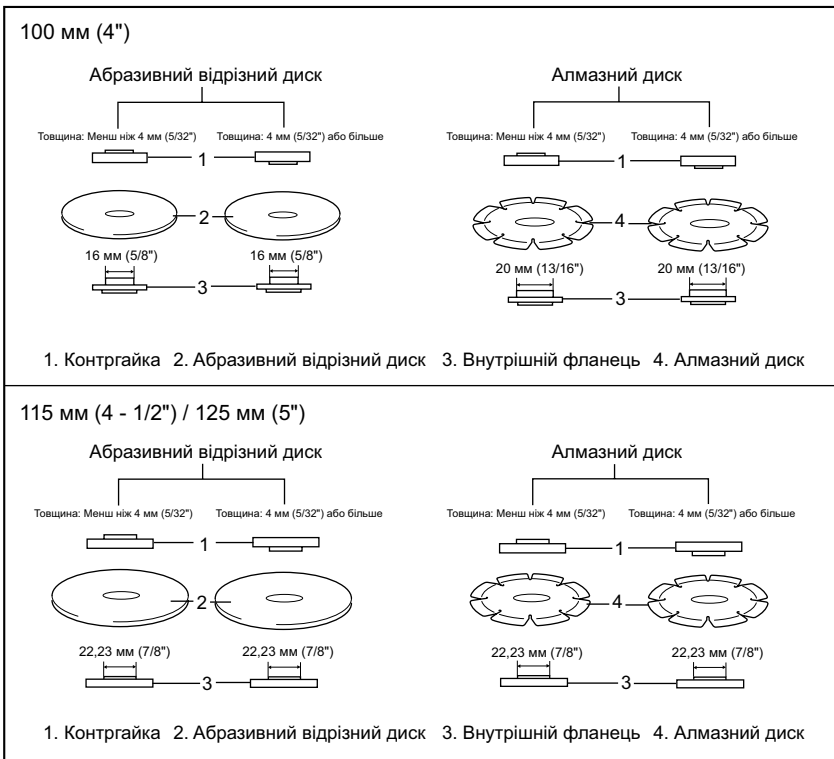 100 мм (4")
Абразивний відрізний диск
Алмазний диск
Товщина: Менш ніж 4 мм (5/32")
Товщина: 4 мм (5/32") або більше
Товщина: Менш ніж 4 мм (5/32")
Товщина: 4 мм (5/32") або більше
1
1
2
4
16 мм (5/8")
16 мм (5/8")
20 мм (13/16")
20 мм (13/16")
3
3
1. Контргайка 2. Абразивний відрізний диск 3. Внутрішній фланець 4. Алмазний диск
115 мм (4 - 1/2") / 125 мм (5")
Абразивний відрізний диск
Алмазний диск
Товщина: Менш ніж 4 мм (5/32")
Товщина: 4 мм (5/32") або більше
Товщина: Менш ніж 4 мм (5/32")
Товщина: 4 мм (5/32") або більше
1
1
2
4
22,23 мм (7/8")
22,23 мм (7/8")
22,23 мм (7/8")
22,23 мм (7/8")
3
3
1. Контргайка 2. Абразивний відрізний диск 3. Внутрішній фланець 4. Алмазний диск